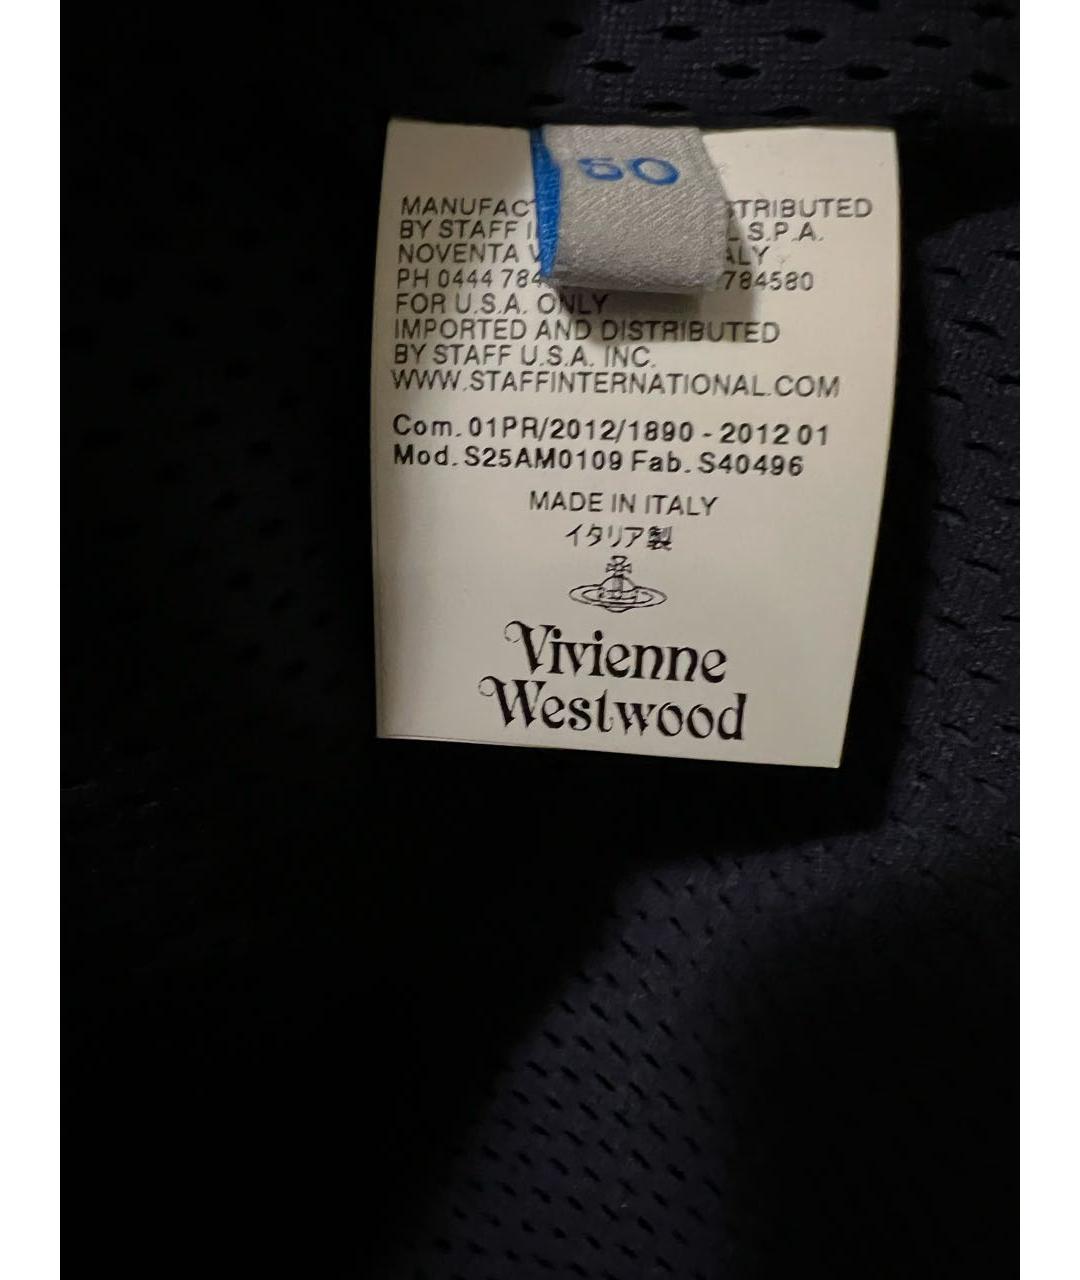 50
MANUFAC TRIBUTED
BY STAFF I L S.P.A.
NOVENTA V ALY
PH 0444 784 784580
FOR U.S.A. ONLY
IMPORTED AND DISTRIBUTED
BY STAFF U.S.A. INC.
WWW.STAFFINTERNATIONAL.COM
Com. 01PR/2012/1890 - 2012 01
Mod. S25AM0109 Fab. S40496
MADE IN ITALY
イタリア製
Vivienne
Westwood